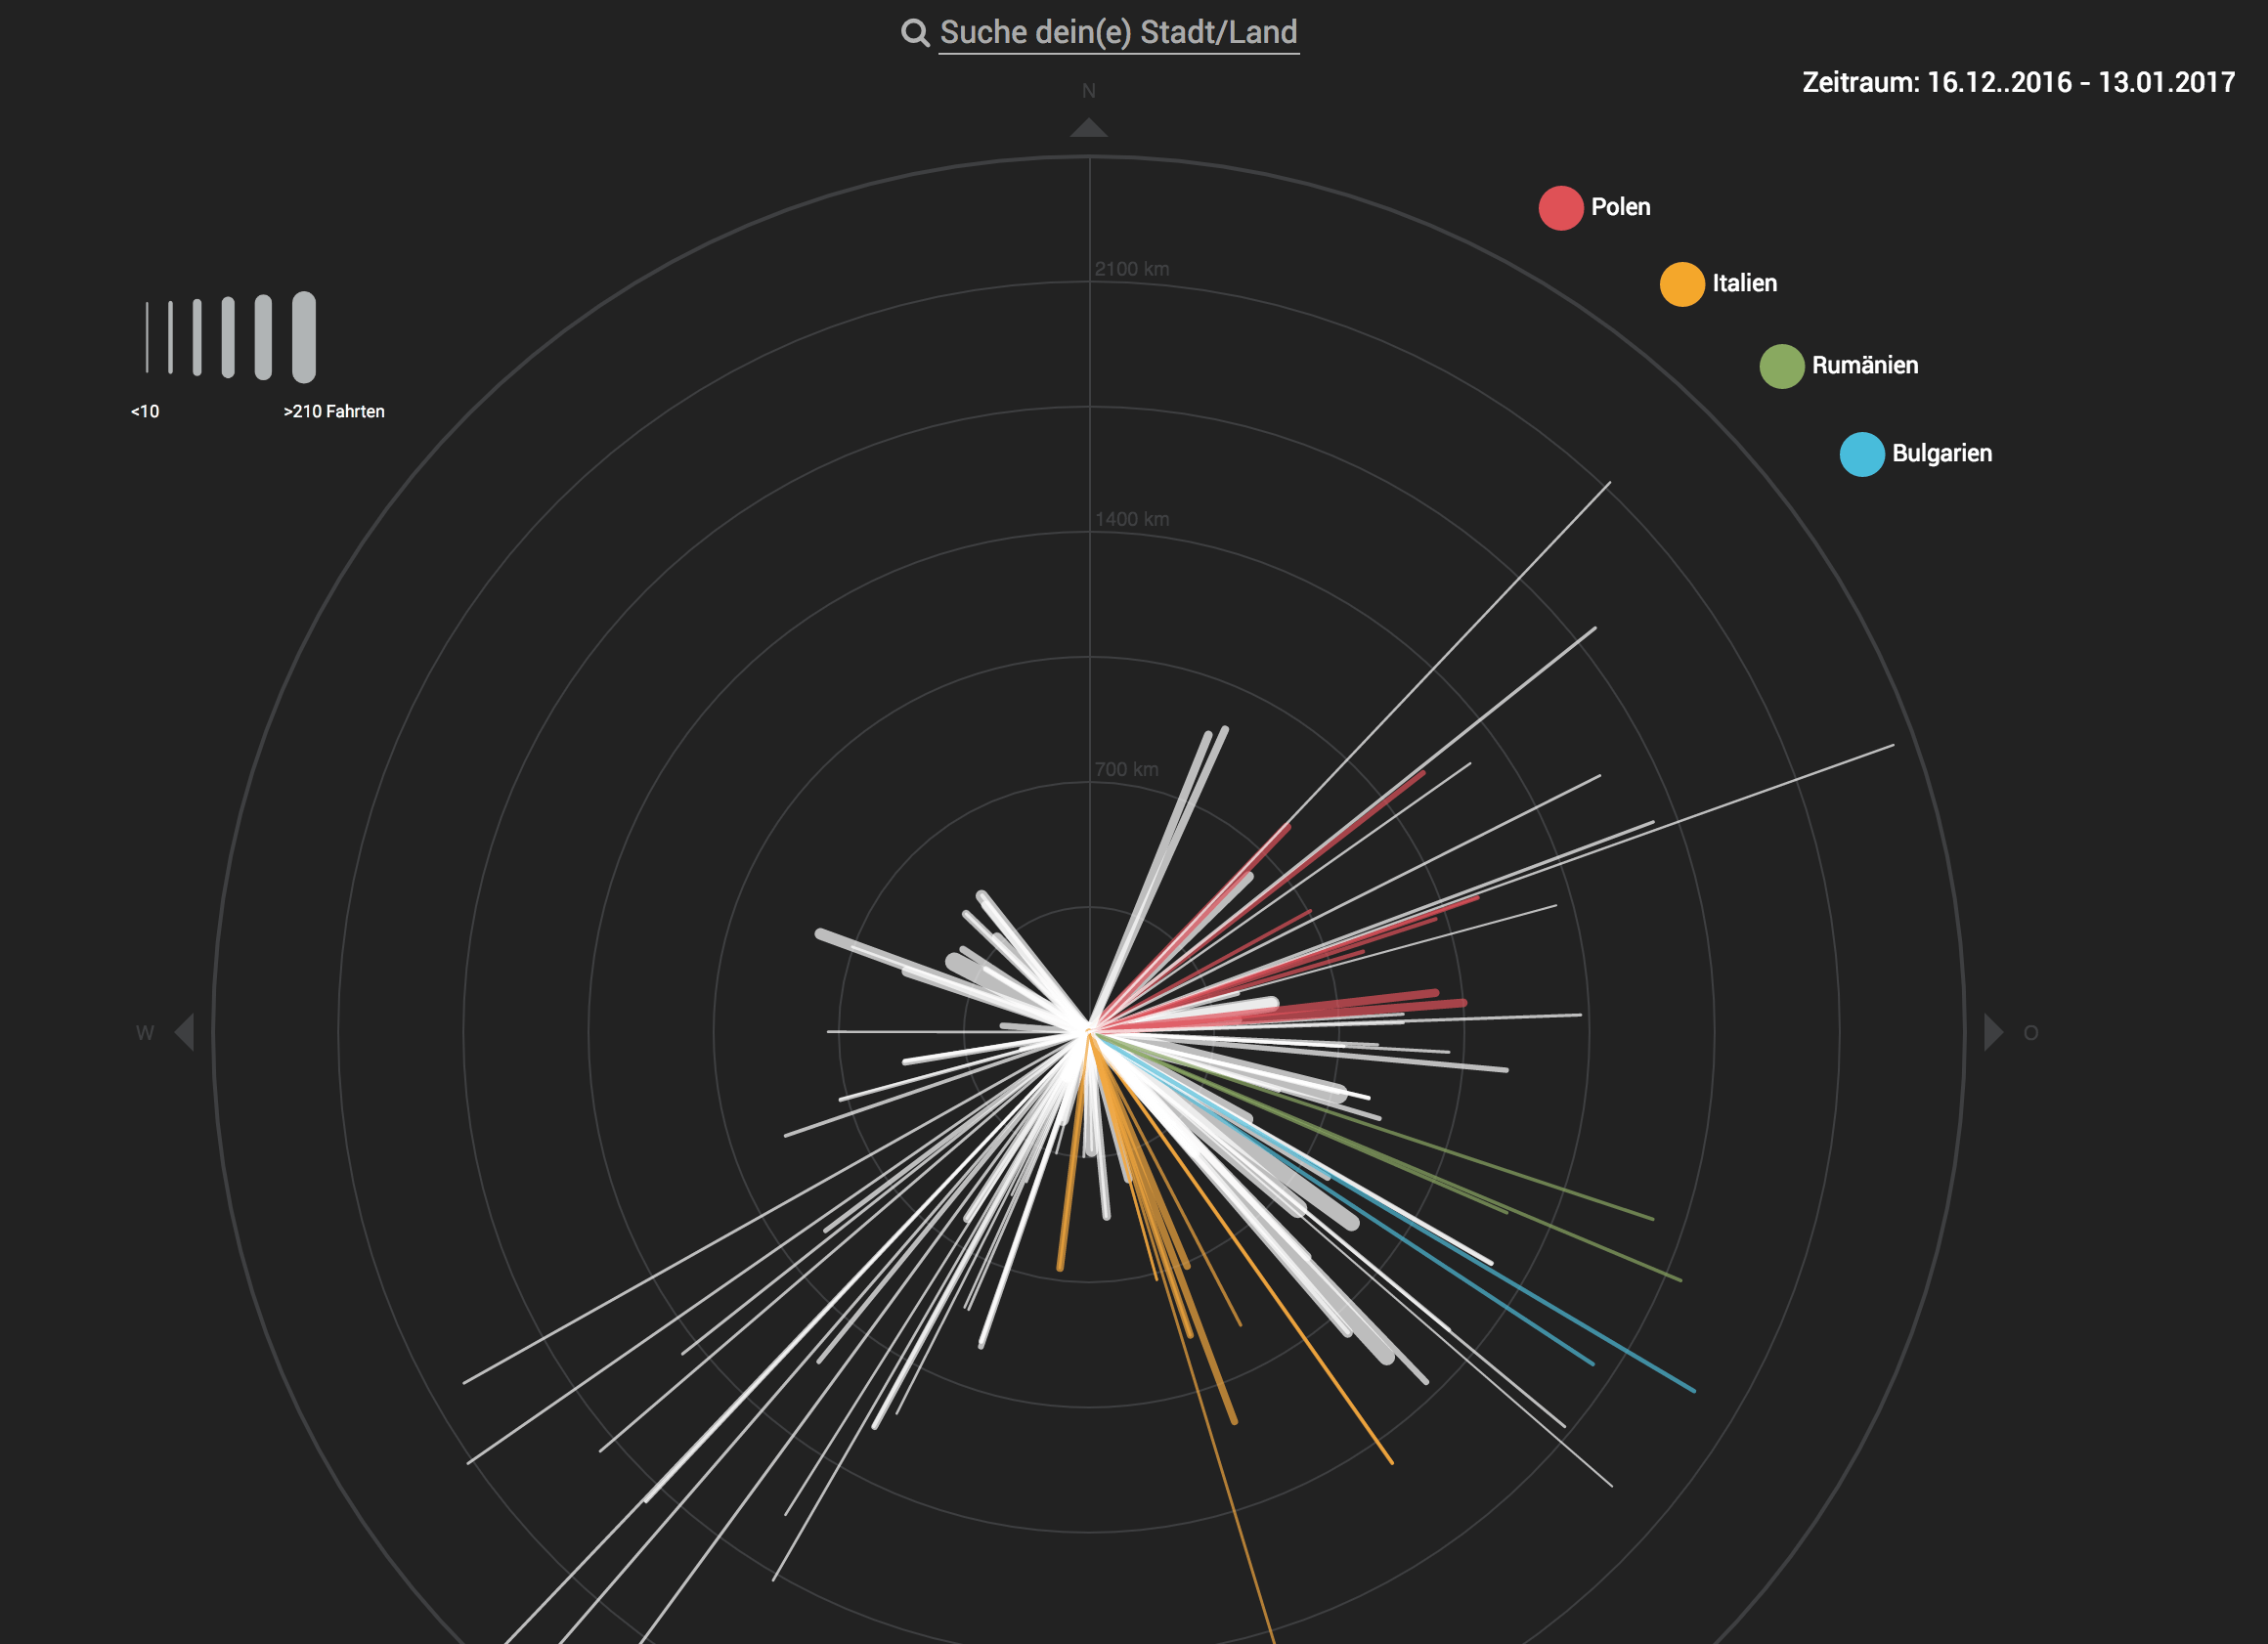 Suche dein(e) Stadt/Land
Zeitraum: 16.12..2016 - 13.01.2017
N
Polen
2100 km
Italien
Rumänien
<10
>210 Fahrten
Bulgarien
1400 km
700 km
W
O